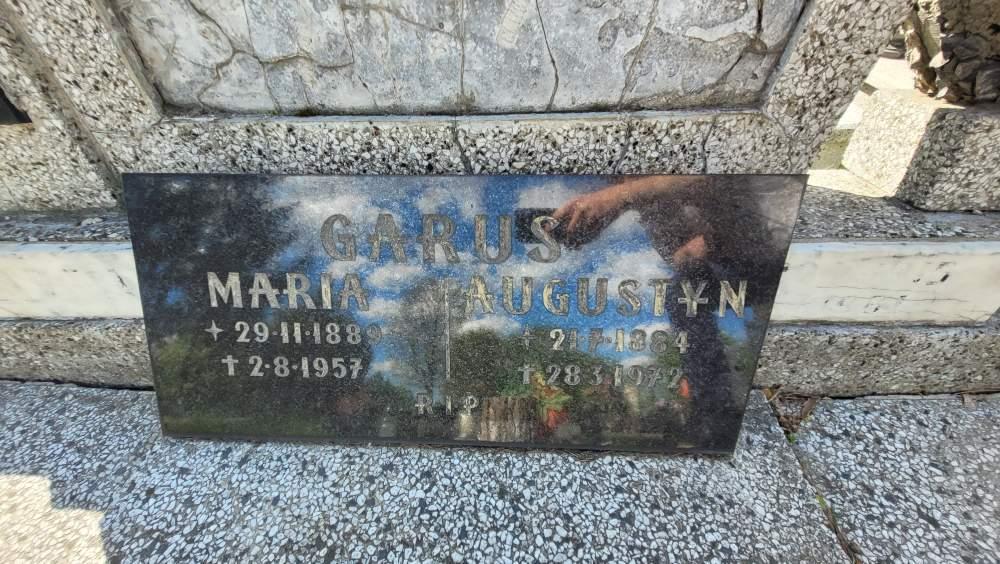 GARUS
MARIA
+ 29·11·1889
† 2·8·1957
AUGUSTYN
+ 21·7·1884
† 28 3·1972
R I P